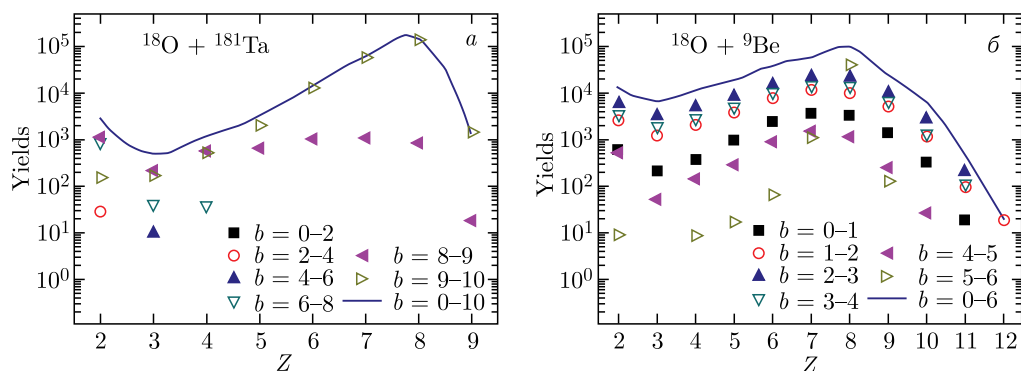 ¹⁸O + ¹⁸¹Ta
а
Yields
10⁵
10⁴
10³
10²
10¹
10⁰
b = 0–2
b = 2–4
b = 4–6
b = 6–8
b = 8–9
b = 9–10
b = 0–10
2 3 4 5 6 7 8 9
Z
¹⁸O + ⁹Be
б
Yields
10⁵
10⁴
10³
10²
10¹
10⁰
b = 0–1
b = 1–2
b = 2–3
b = 3–4
b = 4–5
b = 5–6
b = 0–6
2 3 4 5 6 7 8 9 10 11 12
Z